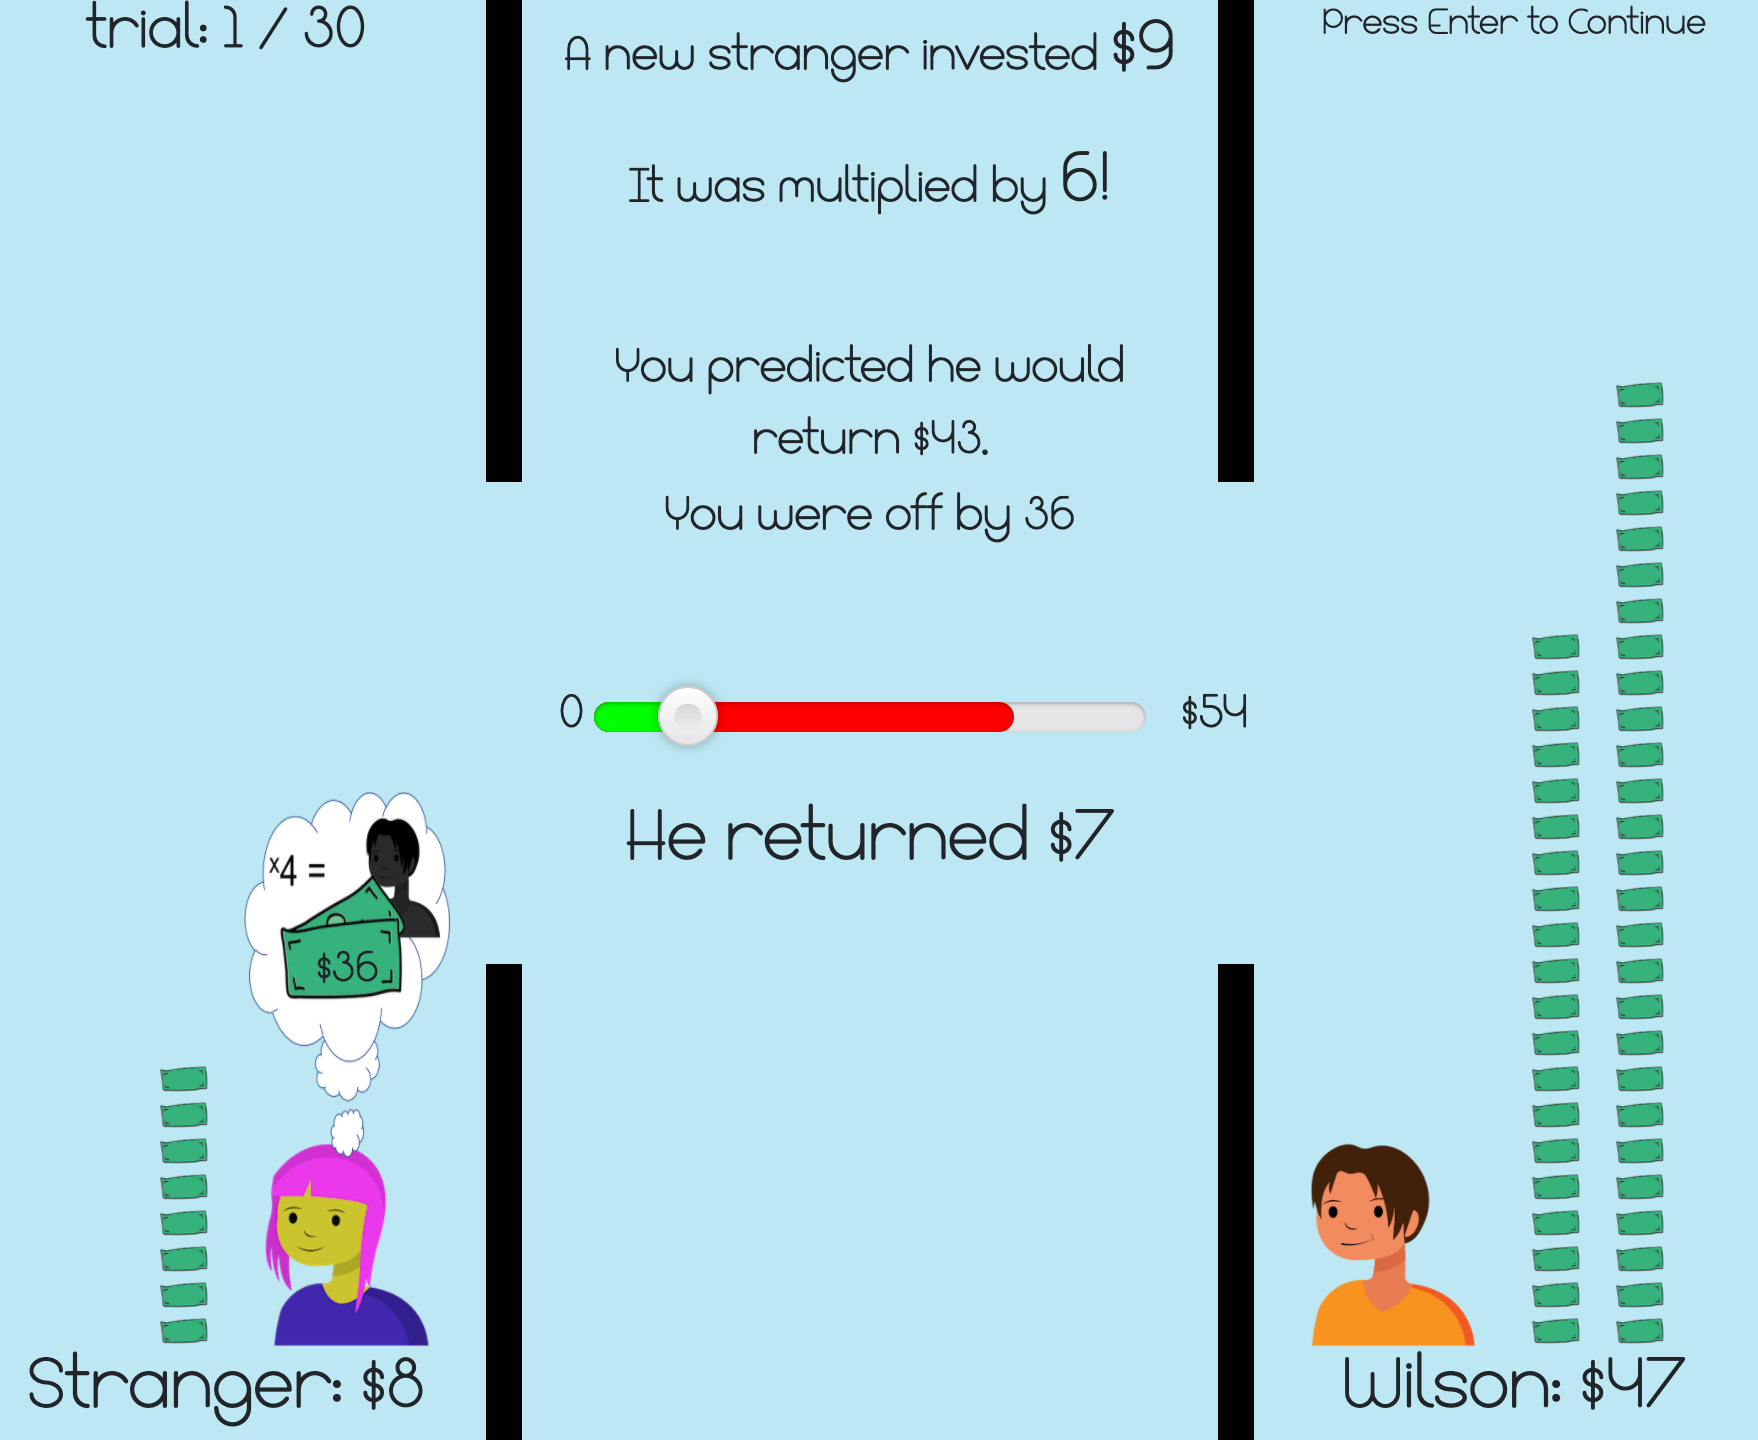 trial: 1 / 30
A new stranger invested $9
Press Enter to Continue
It was multiplied by 6!
You predicted he would
return $43.
You were off by 36
0
$54
He returned $7
x4 =
$36
Stranger: $8
Wilson: $47